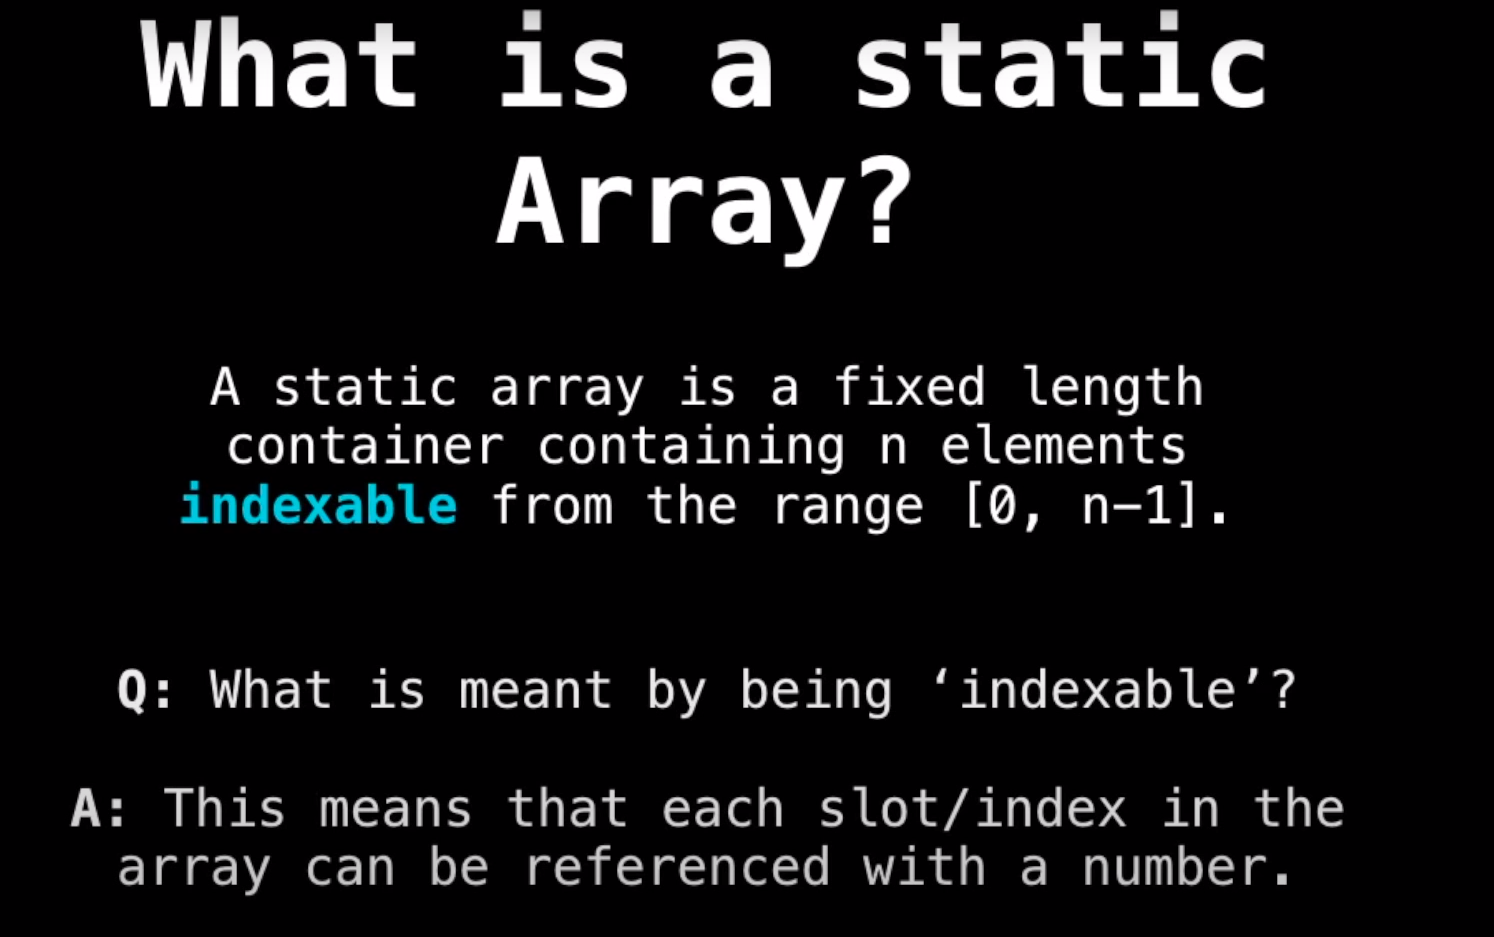 What is a static
Array?
A static array is a fixed length
container containing n elements
indexable from the range [0, n−1].
Q: What is meant by being ‘indexable’?
A: This means that each slot/index in the
array can be referenced with a number.